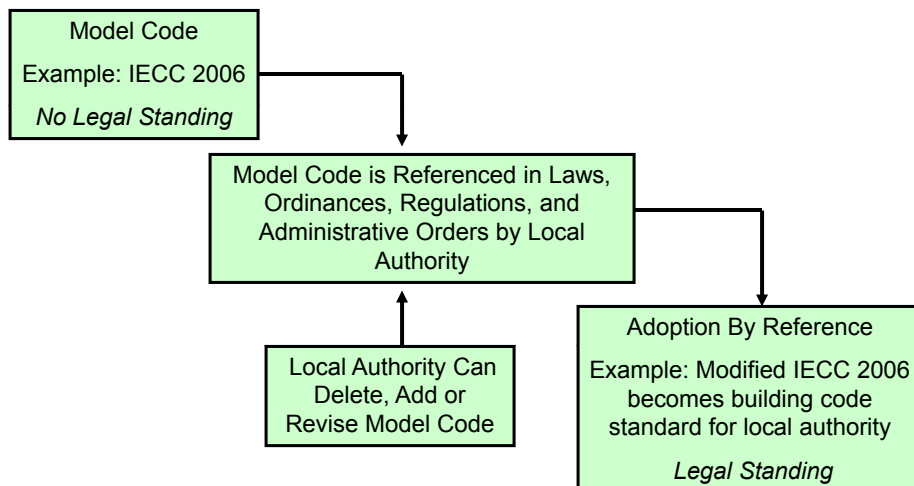 Model Code
Example: IECC 2006
No Legal Standing
Model Code is Referenced in Laws,
Ordinances, Regulations, and
Administrative Orders by Local
Authority
Local Authority Can
Delete, Add or
Revise Model Code
Adoption By Reference
Example: Modified IECC 2006
becomes building code
standard for local authority
Legal Standing